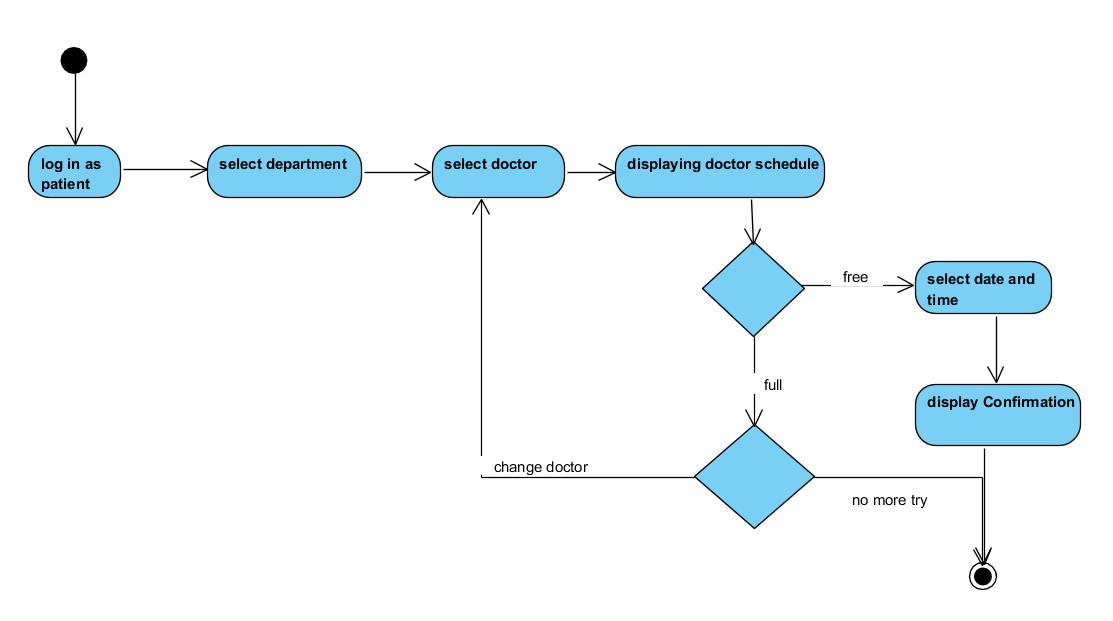 log in as
patient
select department
select doctor
displaying doctor schedule
free
select date and
time
full
display Confirmation
change doctor
no more try